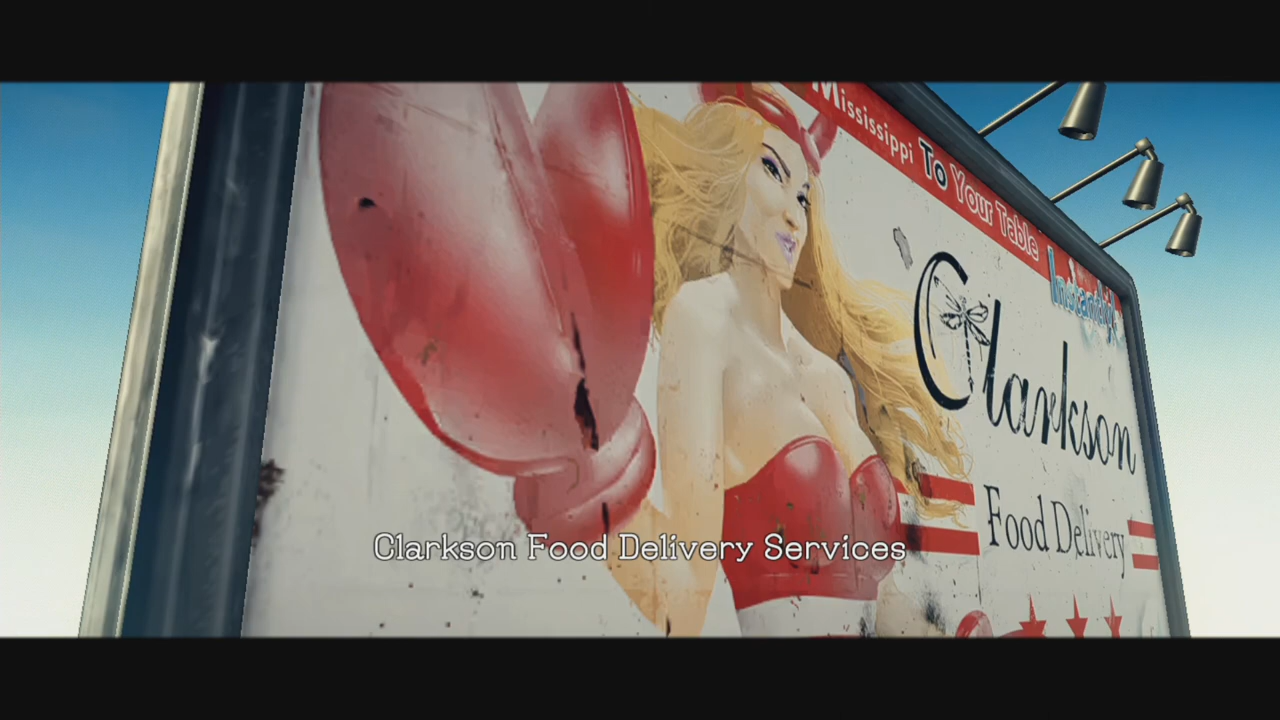 Mississippi To Your Table
Instantly!
Clarkson
Food Delivery
Clarkson Food Delivery Services